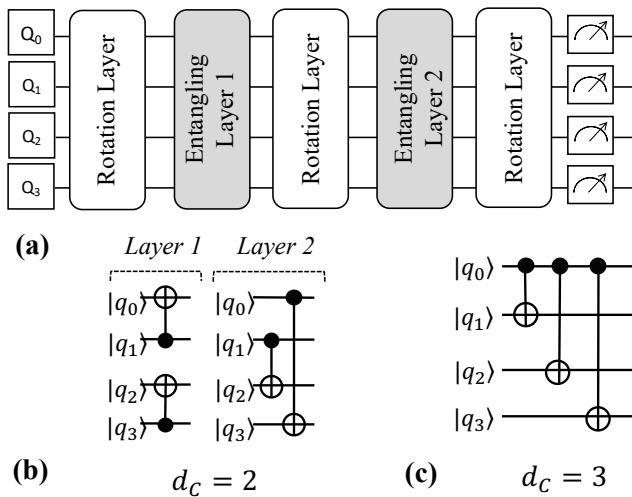 Q0
Q1
Q2
Q3
Rotation Layer
Entangling
Layer 1
Rotation Layer
Entangling
Layer 2
Rotation Layer
(a)
Layer 1
Layer 2
|q0⟩
|q1⟩
|q2⟩
|q3⟩
|q0⟩
|q1⟩
|q2⟩
|q3⟩
(b)
dC = 2
|q0⟩
|q1⟩
|q2⟩
|q3⟩
(c)
dC = 3